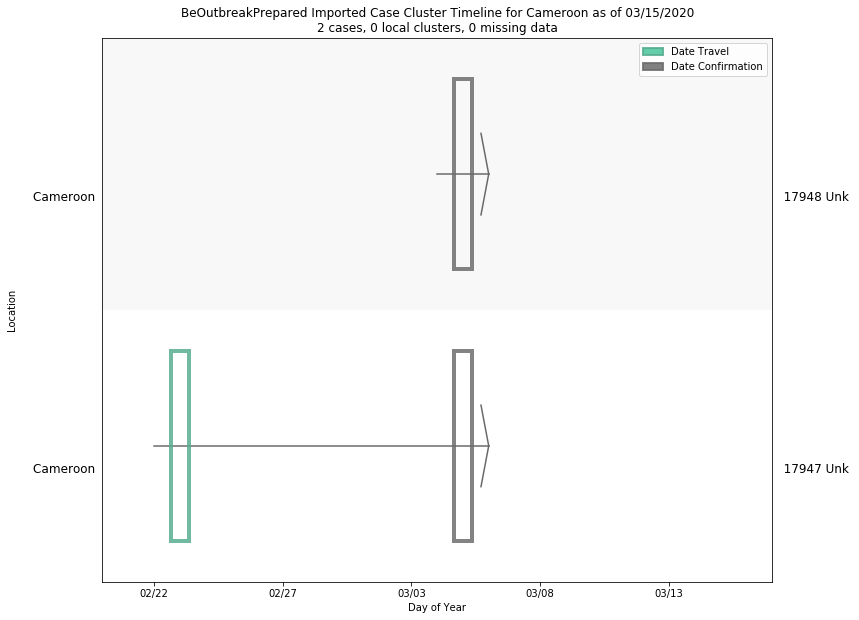 BeOutbreakPrepared Imported Case Cluster Timeline for Cameroon as of 03/15/2020
2 cases, 0 local clusters, 0 missing data
Date Travel
Date Confirmation
Cameroon
17948 Unk
Location
Cameroon
17947 Unk
02/22
02/27
03/03
03/08
03/13
Day of Year